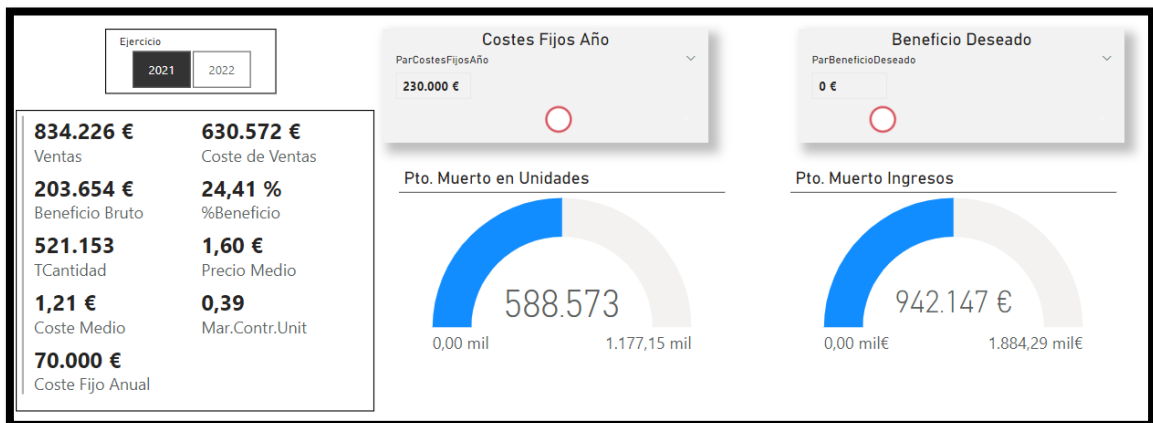 Ejercicio
2021 2022
834.226 € 630.572 €
Ventas Coste de Ventas
203.654 € 24,41 %
Beneficio Bruto %Beneficio
521.153 1,60 €
TCantidad Precio Medio
1,21 € 0,39
Coste Medio Mar.Contr.Unit
70.000 €
Coste Fijo Anual
Costes Fijos Año
ParCostesFijosAño
230.000 €
Beneficio Deseado
ParBeneficioDeseado
0 €
Pto. Muerto en Unidades
588.573
0,00 mil 1.177,15 mil
Pto. Muerto Ingresos
942.147 €
0,00 mil€ 1.884,29 mil€